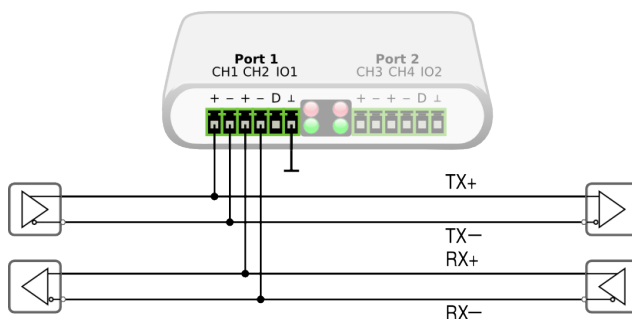 Port 1 Port 2
CH1 CH2 IO1 CH3 CH4 IO2
+ − + − D ⊥ + − + − D ⊥
TX+
TX−
RX+
RX−